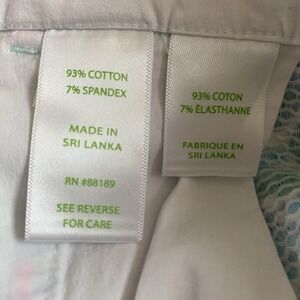 93% COTTON
7% SPANDEX
MADE IN
SRI LANKA
RN #88189
SEE REVERSE
FOR CARE
93% COTON
7% ÉLASTHANNE
FABRIQUE EN
SRI LANKA